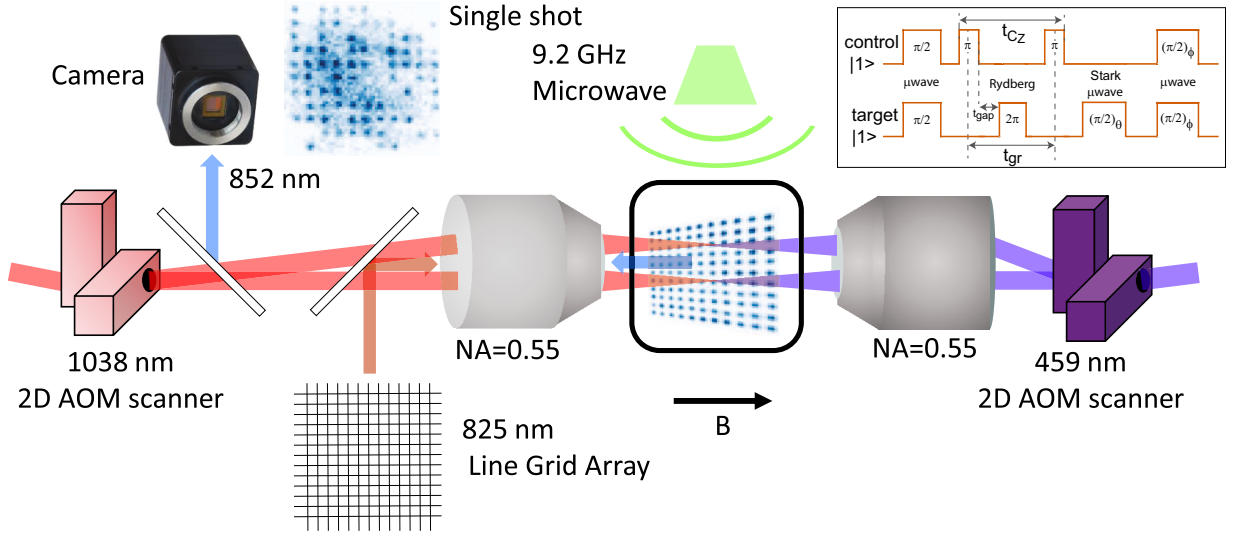 Single shot
Camera
9.2 GHz
Microwave
852 nm
t_CZ
control
|1>
π/2
π
π
(π/2)_ϕ
μwave
Rydberg
Stark
μwave
μwave
target
|1>
π/2
t_gap
2π
(π/2)_θ
(π/2)_ϕ
t_gr
NA=0.55
NA=0.55
1038 nm
2D AOM scanner
459 nm
2D AOM scanner
B
825 nm
Line Grid Array